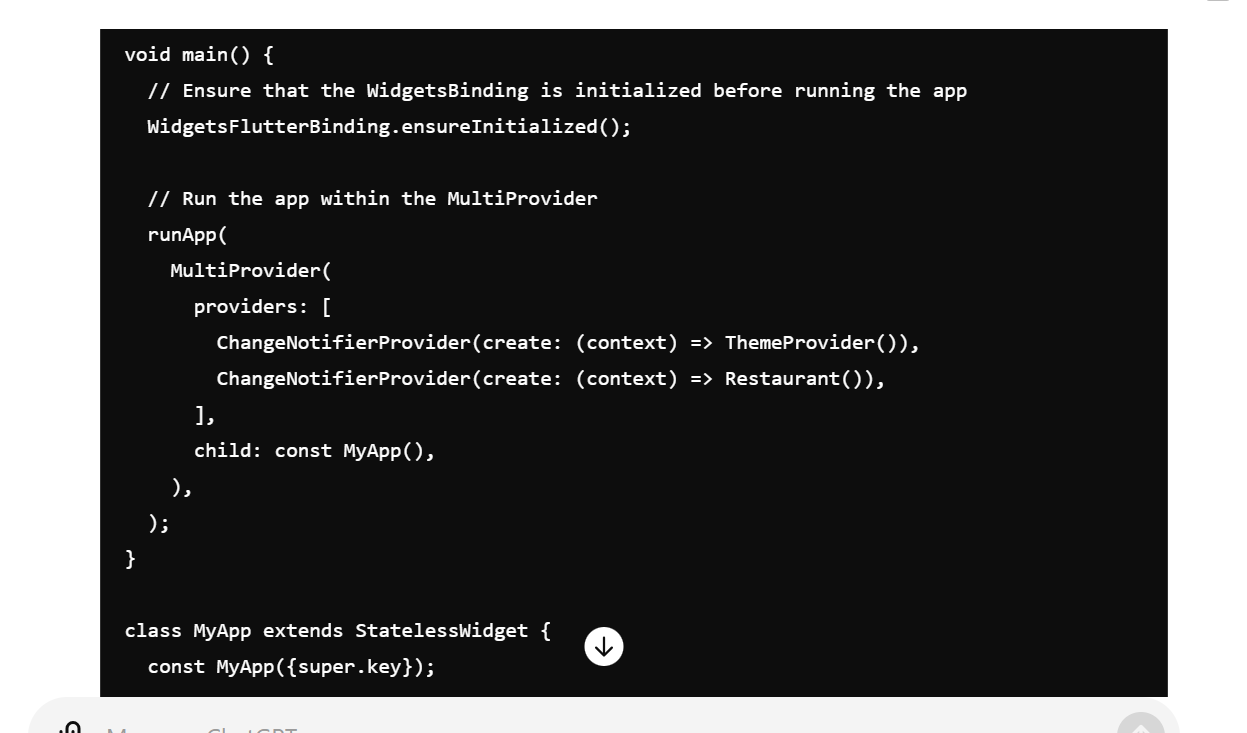 void main() {
  // Ensure that the WidgetsBinding is initialized before running the app
  WidgetsFlutterBinding.ensureInitialized();

  // Run the app within the MultiProvider
  runApp(
    MultiProvider(
      providers: [
        ChangeNotifierProvider(create: (context) => ThemeProvider()),
        ChangeNotifierProvider(create: (context) => Restaurant()),
      ],
      child: const MyApp(),
    ),
  );
}

class MyApp extends StatelessWidget {
  const MyApp({super.key});